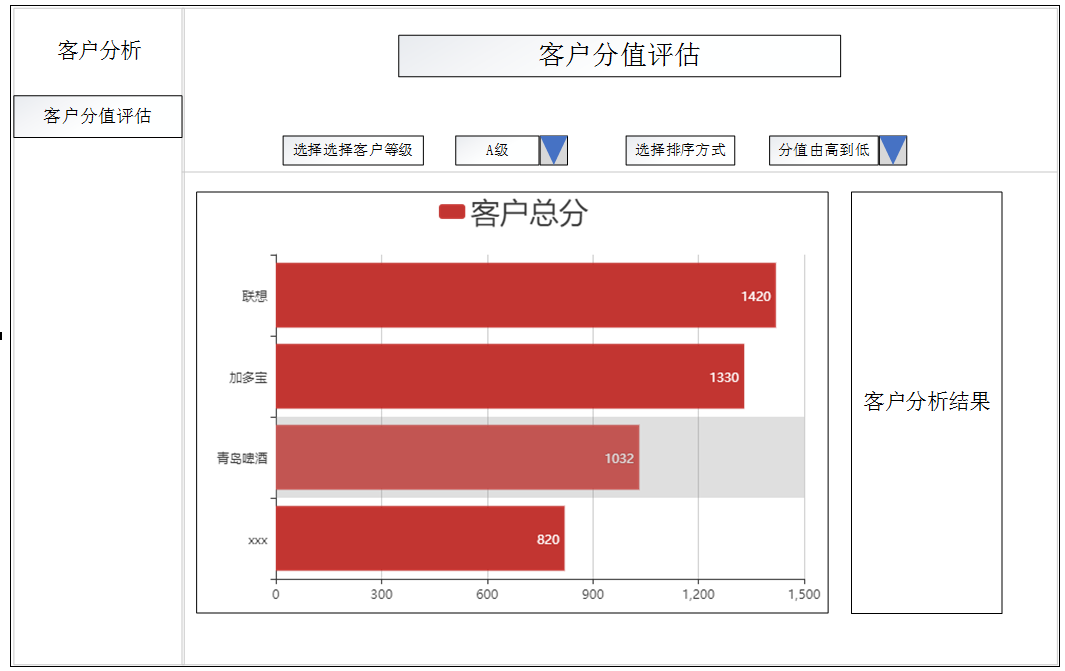 客户分析
客户分值评估
客户分值评估
选择选择客户等级 A级 选择排序方式 分值由高到低
客户总分
联想 1420
加多宝 1330
青岛啤酒 1032
xxx 820
0 300 600 900 1,200 1,500
客户分析结果